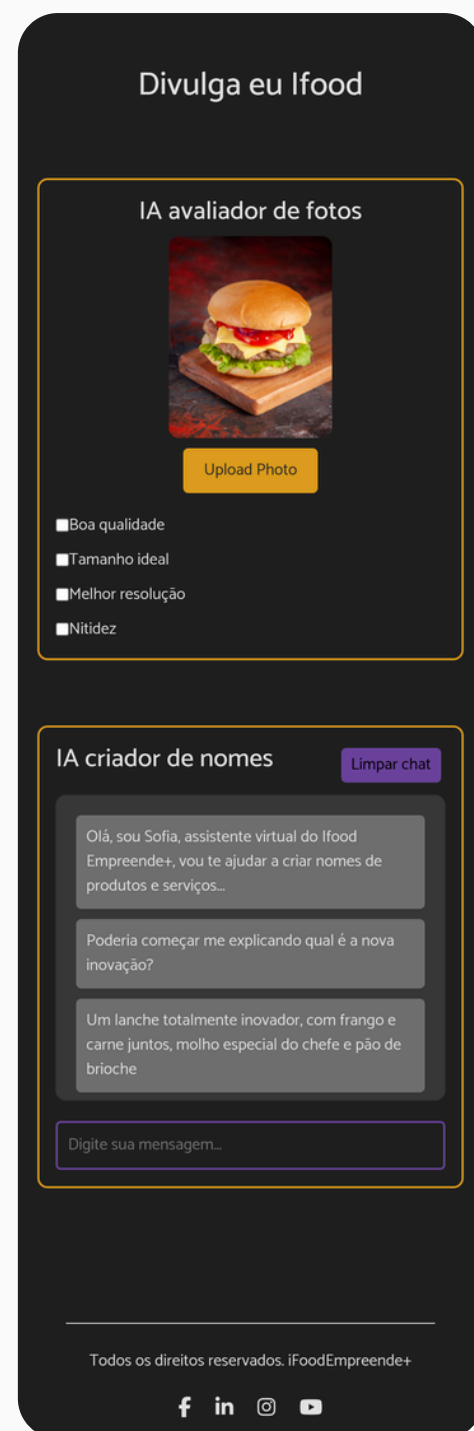 Divulga eu Ifood
IA avaliador de fotos
Upload Photo
Boa qualidade
Tamanho ideal
Melhor resolução
Nitidez
IA criador de nomes
Limpar chat
Olá, sou Sofia, assistente virtual do Ifood
Empreende+, vou te ajudar a criar nomes de
produtos e serviços...
Poderia começar me explicando qual é a nova
inovação?
Um lanche totalmente inovador, com frango e
carne juntos, molho especial do chefe e pão de
brioche
Digite sua mensagem...
Todos os direitos reservados. iFoodEmpreende+